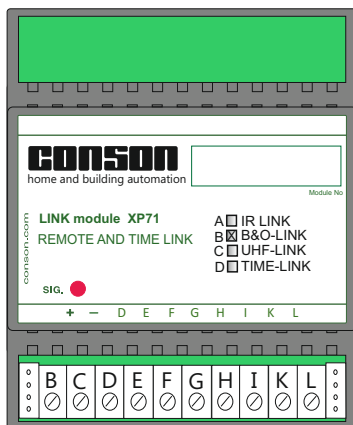 CONSON
home and building automation
Module No
LINK module XP71
REMOTE AND TIME LINK
A IR LINK
B B&O-LINK
C UHF-LINK
D TIME-LINK
conson.com
SIG.
+ − D E F G H I K L
B C D E F G H I K L